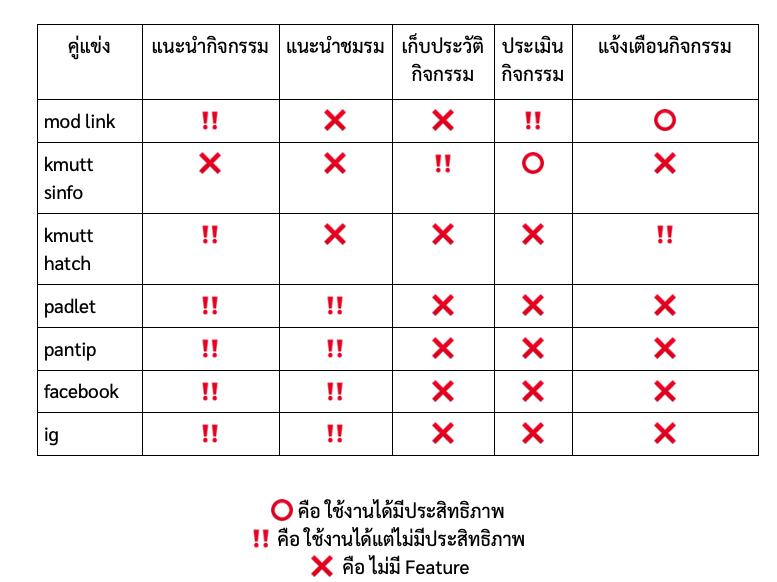 คู่แข่ง แนะนำกิจกรรม แนะนำชมรม เก็บประวัติ ประเมิน แจ้งเตือนกิจกรรม
กิจกรรม กิจกรรม
mod link ‼ ❌ ❌ ‼ ⭕
kmutt ❌ ❌ ‼ ⭕ ❌
sinfo
kmutt ‼ ❌ ❌ ❌ ‼
hatch
padlet ‼ ‼ ❌ ❌ ❌
pantip ‼ ‼ ❌ ❌ ❌
facebook ‼ ‼ ❌ ❌ ❌
ig ‼ ‼ ❌ ❌ ❌
⭕ คือ ใช้งานได้มีประสิทธิภาพ
‼ คือ ใช้งานได้แต่ไม่มีประสิทธิภาพ
❌ คือ ไม่มี Feature